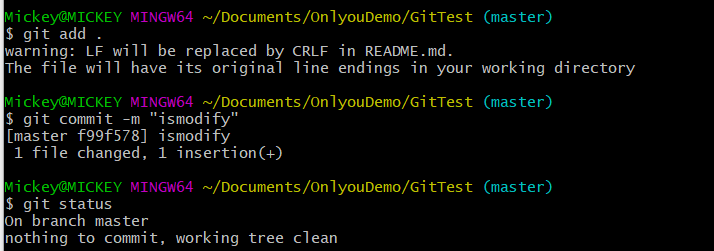 Mickey@MICKEY MINGW64 ~/Documents/OnlyouDemo/GitTest (master)
$ git add .
warning: LF will be replaced by CRLF in README.md.
The file will have its original line endings in your working directory
Mickey@MICKEY MINGW64 ~/Documents/OnlyouDemo/GitTest (master)
$ git commit -m "ismodify"
[master f99f578] ismodify
 1 file changed, 1 insertion(+)
Mickey@MICKEY MINGW64 ~/Documents/OnlyouDemo/GitTest (master)
$ git status
On branch master
nothing to commit, working tree clean